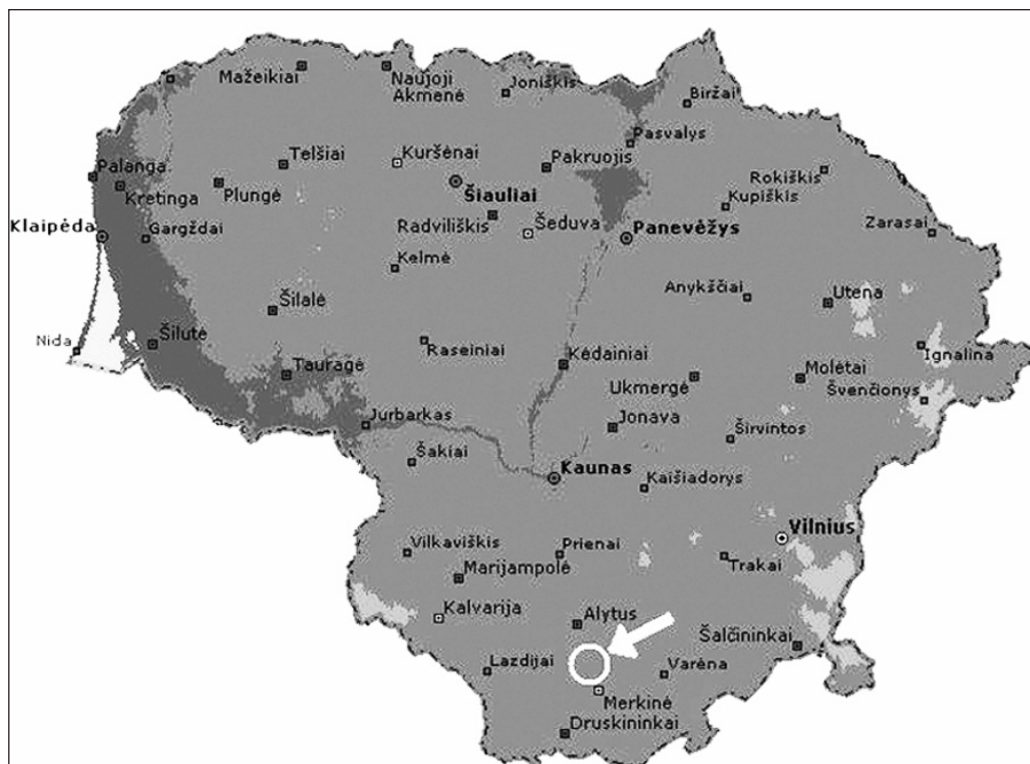 Mažeikiai
Naujoji
Akmenė
Joniškis
Biržai
Pasvalys
Palanga
Telšiai
Kuršėnai
Pakruojis
Rokiškis
Kretinga
Plungė
Šiauliai
Kupiškis
Klaipėda
Gargždai
Radviliškis
Šeduva
Panevėžys
Zarasai
Kelmė
Anykščiai
Utena
Šilalė
Nida
Šilutė
Raseiniai
Kėdainiai
Ignalina
Tauragė
Ukmergė
Molėtai
Švenčionys
Jurbarkas
Jonava
Širvintos
Šakiai
Kaunas
Kaišiadorys
Vilnius
Vilkaviškis
Prienai
Trakai
Marijampolė
Kalvarija
Alytus
Šalčininkai
Lazdijai
Varėna
Merkinė
Druskininkai